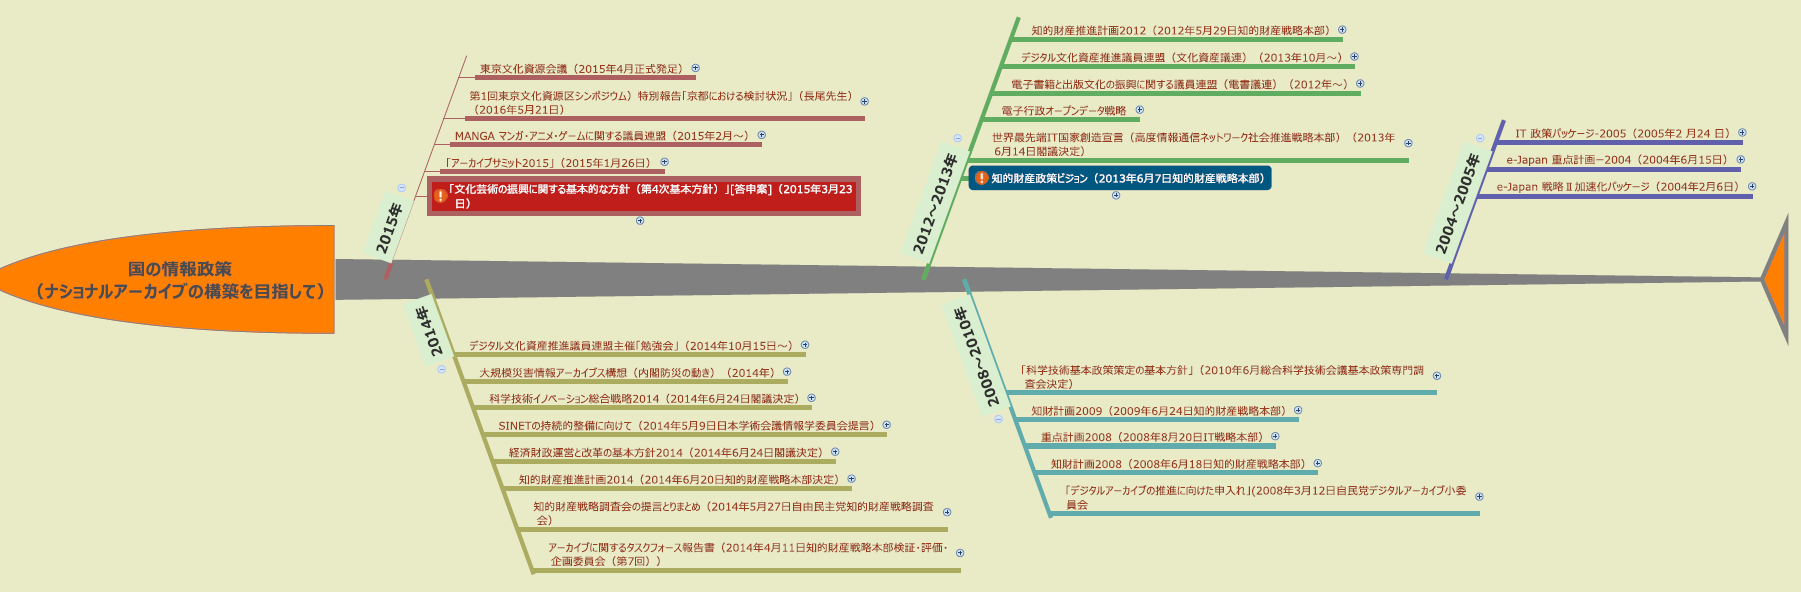 国の情報政策
（ナショナルアーカイブの構築を目指して）
2015年
東京文化資源会議（2015年4月正式発足）
第1回東京文化資源区シンポジウム）特別報告「京都における検討状況」（長尾先生）
（2016年5月21日）
MANGA マンガ・アニメ・ゲームに関する議員連盟（2015年2月～）
「アーカイブサミット2015」（2015年1月26日）
「文化芸術の振興に関する基本的な方針（第4次基本方針）」[答申案]（2015年3月23
日）
2014年
デジタル文化資産推進議員連盟主催「勉強会」（2014年10月15日～）
大規模災害情報アーカイブス構想（内閣防災の動き）（2014年）
科学技術イノベーション総合戦略2014（2014年6月24日閣議決定）
SINETの持続的整備に向けて（2014年5月9日日本学術会議情報学委員会提言）
経済財政運営と改革の基本方針2014（2014年6月24日閣議決定）
知的財産推進計画2014（2014年6月20日知的財産戦略本部決定）
知的財産戦略調査会の提言とりまとめ（2014年5月27日自由民主党知的財産戦略調査
会）
アーカイブに関するタスクフォース報告書（2014年4月11日知的財産戦略本部検証・評価・
企画委員会（第7回））
2012～2013年
知的財産推進計画2012（2012年5月29日知的財産戦略本部）
デジタル文化資産推進議員連盟（文化資産議連）（2013年10月～）
電子書籍と出版文化の振興に関する議員連盟（電書議連）（2012年～）
電子行政オープンデータ戦略
世界最先端IT国家創造宣言（高度情報通信ネットワーク社会推進戦略本部）（2013年
6月14日閣議決定）
知的財産政策ビジョン（2013年6月7日知的財産戦略本部）
2008～2010年
「科学技術基本政策策定の基本方針」（2010年6月総合科学技術会議基本政策専門調
査会決定）
知財計画2009（2009年6月24日知的財産戦略本部）
重点計画2008（2008年8月20日IT戦略本部）
知財計画2008（2008年6月18日知的財産戦略本部）
「デジタルアーカイブの推進に向けた申入れ」(2008年3月12日自民党デジタルアーカイブ小委
員会
2004～2005年
IT 政策パッケージ-2005（2005年2 月24 日）
e-Japan 重点計画－2004（2004年6月15日）
e-Japan 戦略Ⅱ加速化パッケージ（2004年2月6日）